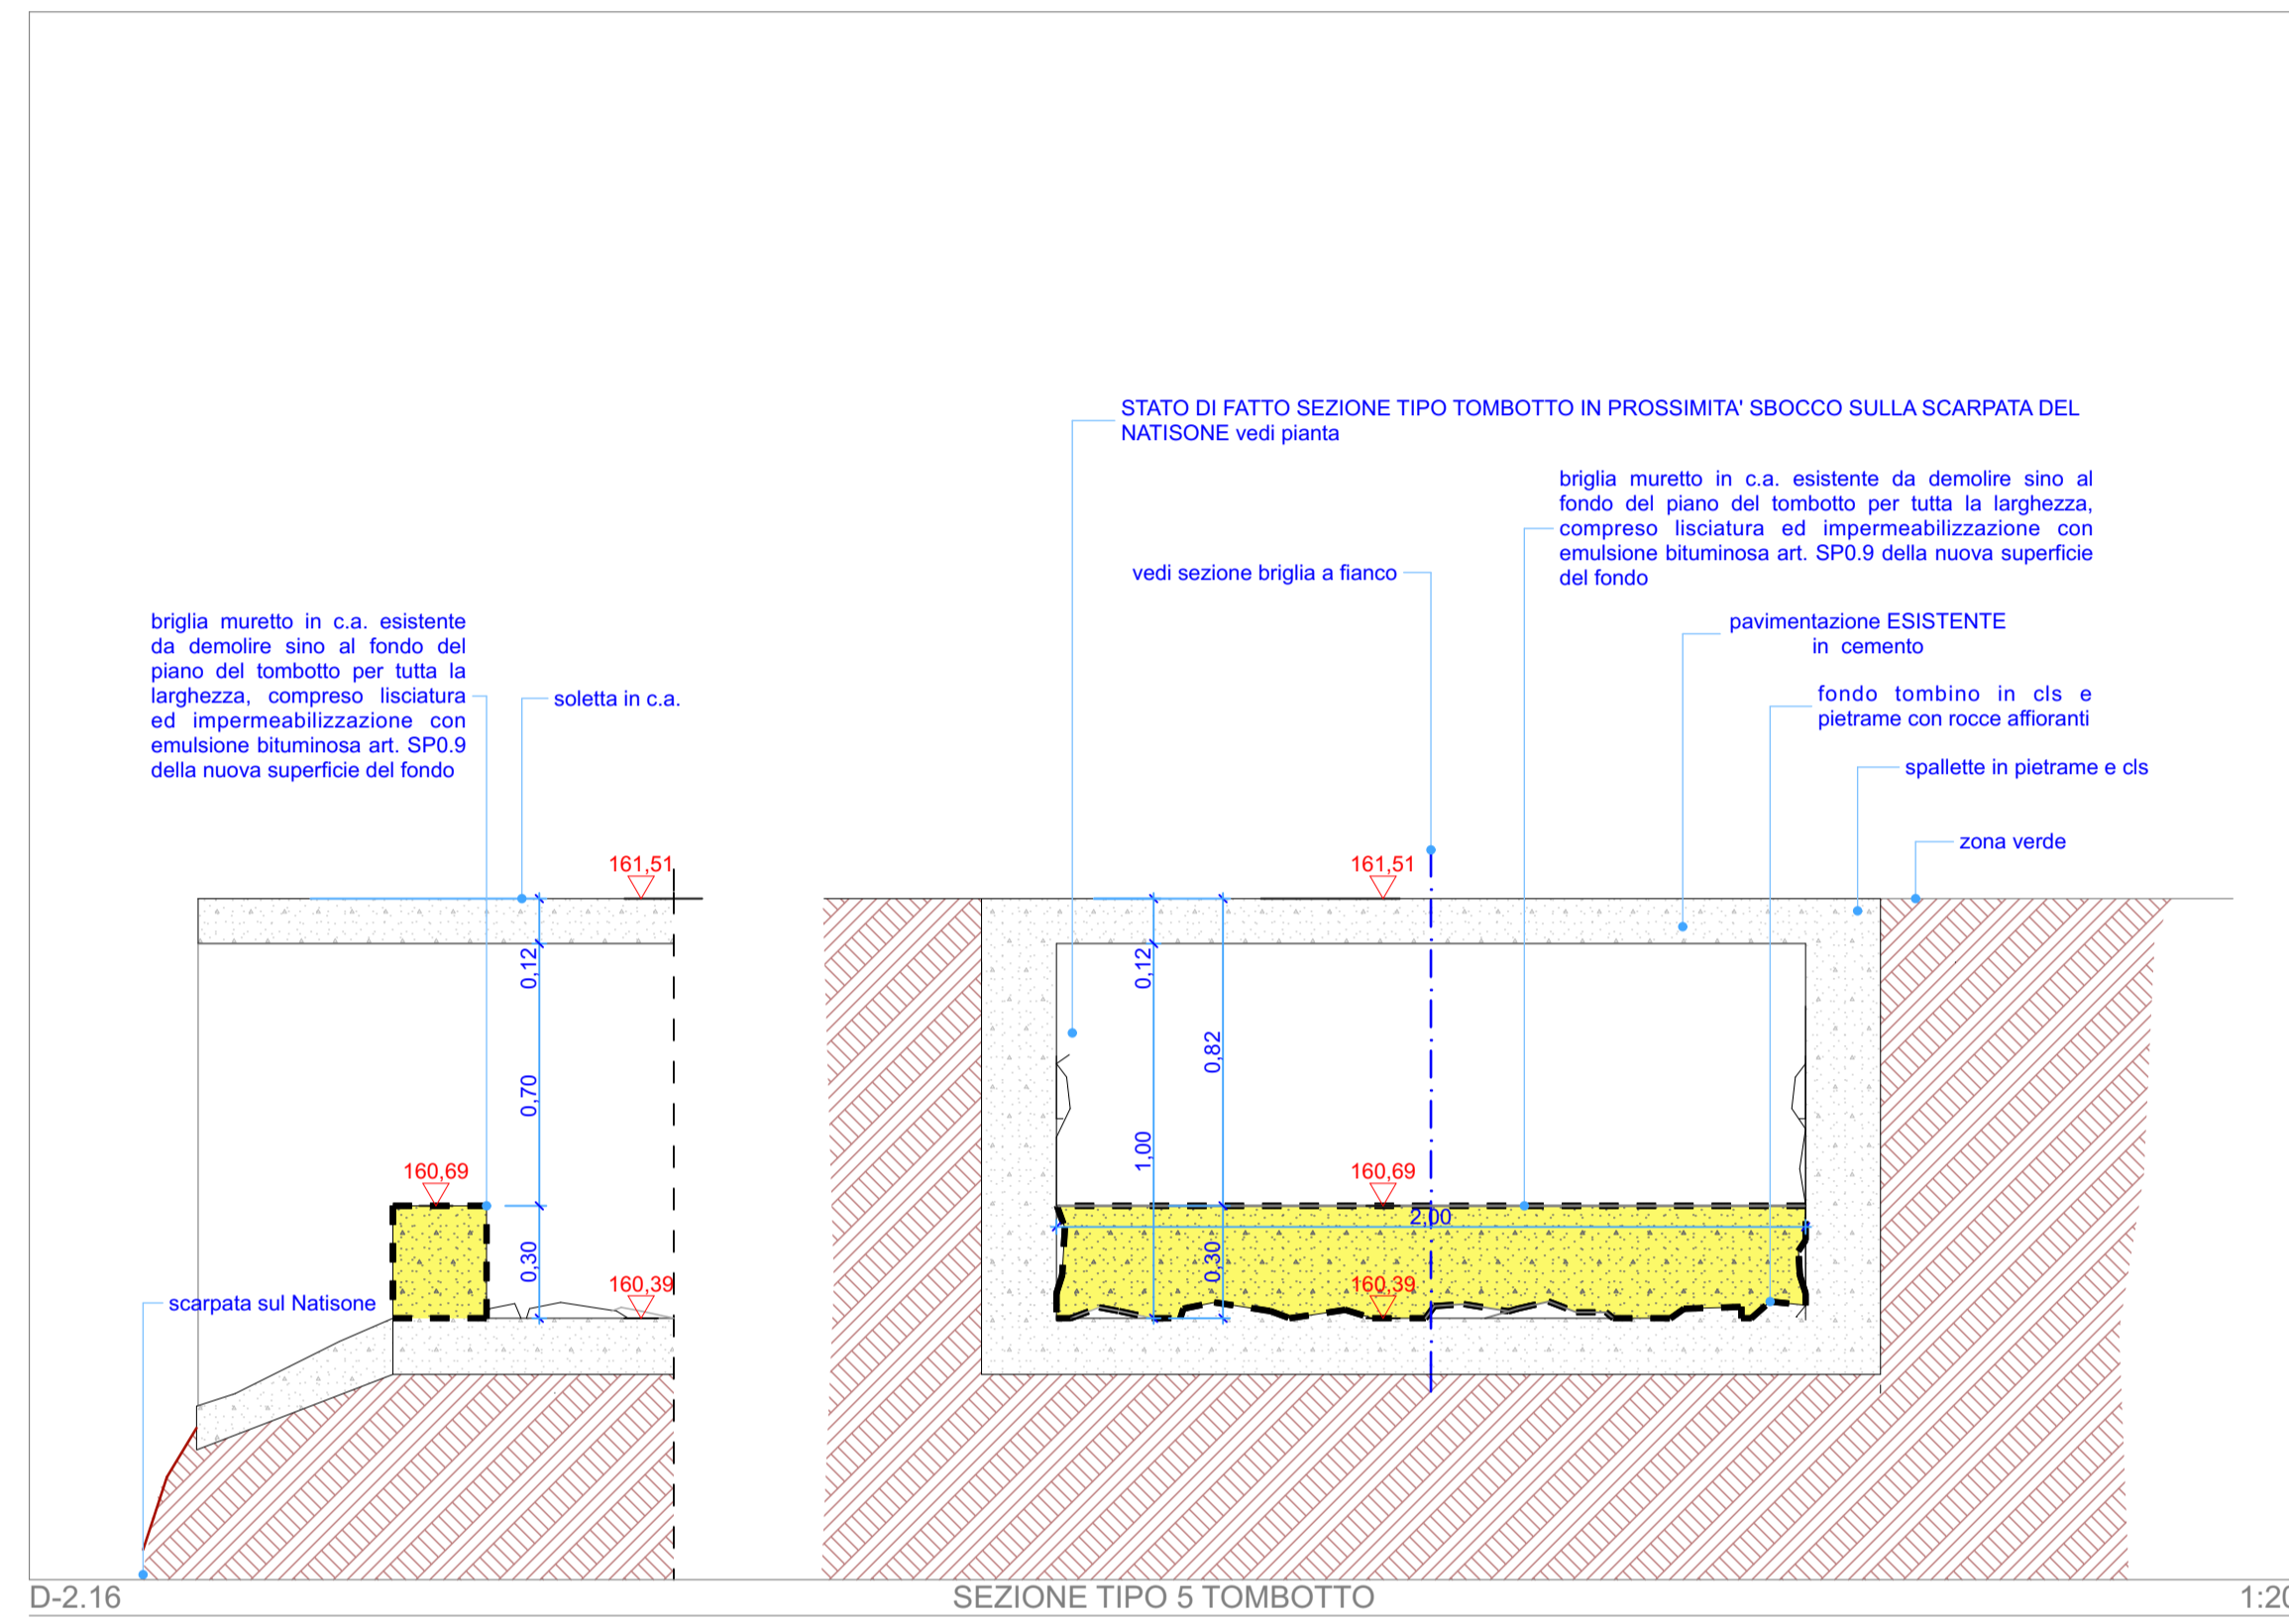 STATO DI FATTO SEZIONE TIPO TOMBOTTO IN PROSSIMITA' SBOCCO SULLA SCARPATA DEL
NATISONE vedi pianta
briglia muretto in c.a. esistente da demolire sino al
fondo del piano del tombotto per tutta la larghezza,
compreso lisciatura ed impermeabilizzazione con
emulsione bituminosa art. SP0.9 della nuova superficie
del fondo
vedi sezione briglia a fianco
briglia muretto in c.a. esistente
da demolire sino al fondo del
piano del tombotto per tutta la
larghezza, compreso lisciatura
ed impermeabilizzazione con
emulsione bituminosa art. SP0.9
della nuova superficie del fondo
soletta in c.a.
pavimentazione ESISTENTE
in cemento
fondo tombino in cls e
pietrame con rocce affioranti
spallette in pietrame e cls
zona verde
161,51
161,51
0,12
0,12
0,82
0,70
1,00
160,69
160,69
2,00
0,30
0,30
160,39
160,39
scarpata sul Natisone
D-2.16
SEZIONE TIPO 5 TOMBOTTO
1:20